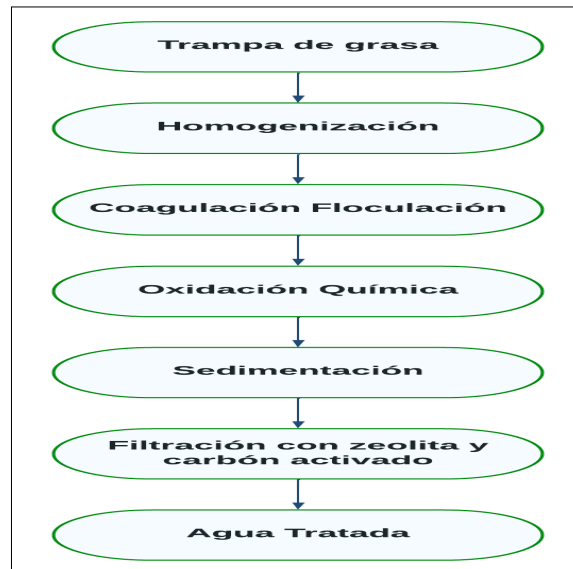 Trampa de grasa
Homogenización
Coagulación Floculación
Oxidación Química
Sedimentación
Filtración con zeolita y
carbón activado
Agua Tratada